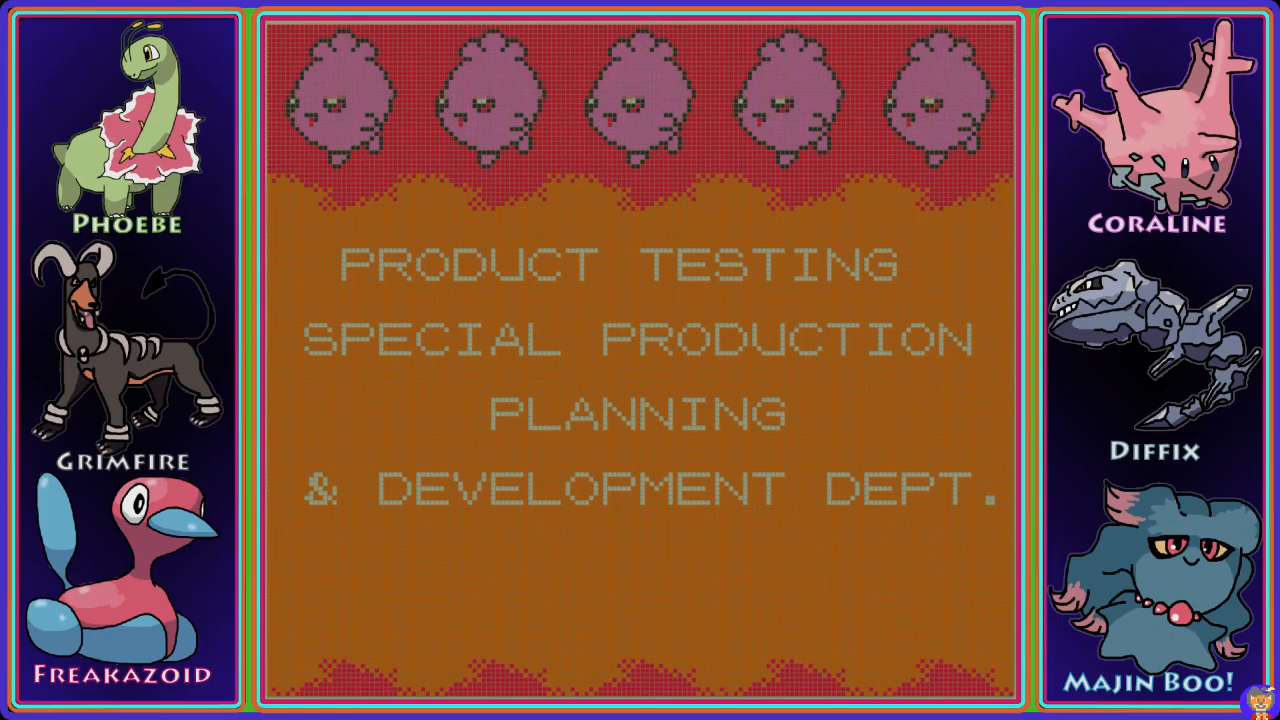 PHOEBE
GRIMFIRE
FREAKAZOID
PRODUCT TESTING
SPECIAL PRODUCTION
PLANNING
& DEVELOPMENT DEPT.
CORALINE
DIFFIX
MAJIN BOO!